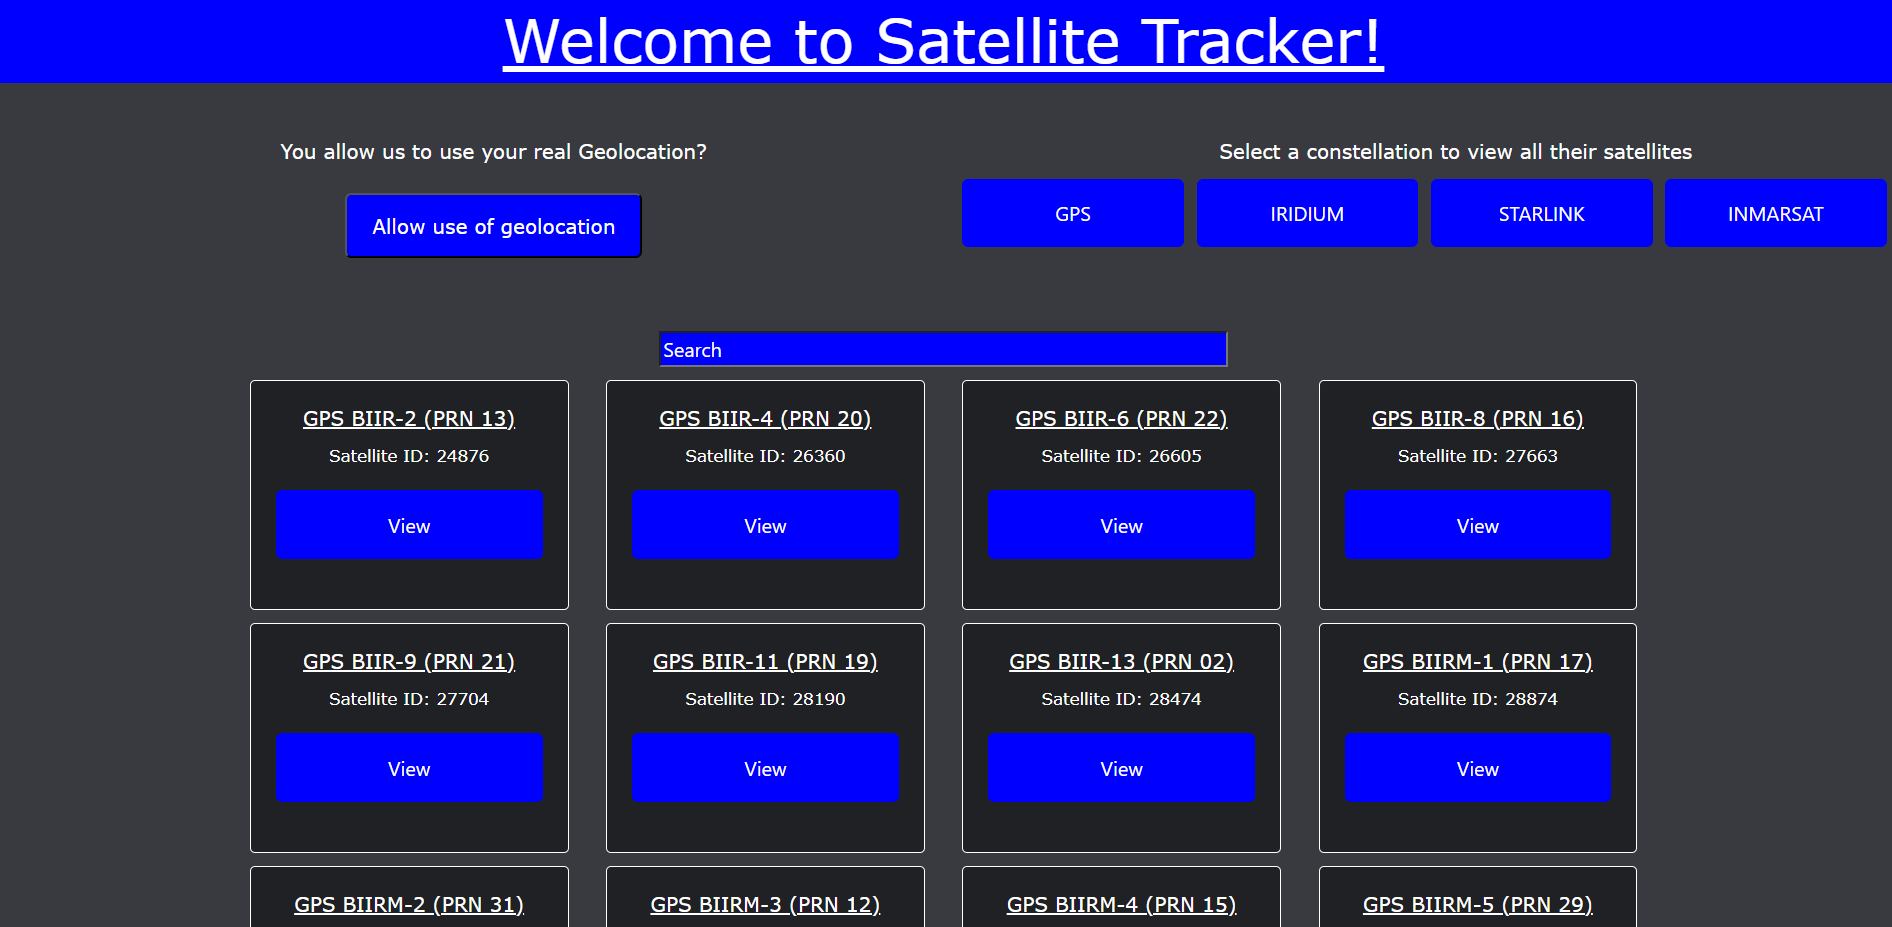 Welcome to Satellite Tracker!
You allow us to use your real Geolocation?
Allow use of geolocation
Select a constellation to view all their satellites
GPS IRIDIUM STARLINK INMARSAT
Search
GPS BIIR-2 (PRN 13) GPS BIIR-4 (PRN 20) GPS BIIR-6 (PRN 22) GPS BIIR-8 (PRN 16)
Satellite ID: 24876 Satellite ID: 26360 Satellite ID: 26605 Satellite ID: 27663
View View View View
GPS BIIR-9 (PRN 21) GPS BIIR-11 (PRN 19) GPS BIIR-13 (PRN 02) GPS BIIRM-1 (PRN 17)
Satellite ID: 27704 Satellite ID: 28190 Satellite ID: 28474 Satellite ID: 28874
View View View View
GPS BIIRM-2 (PRN 31) GPS BIIRM-3 (PRN 12) GPS BIIRM-4 (PRN 15) GPS BIIRM-5 (PRN 29)